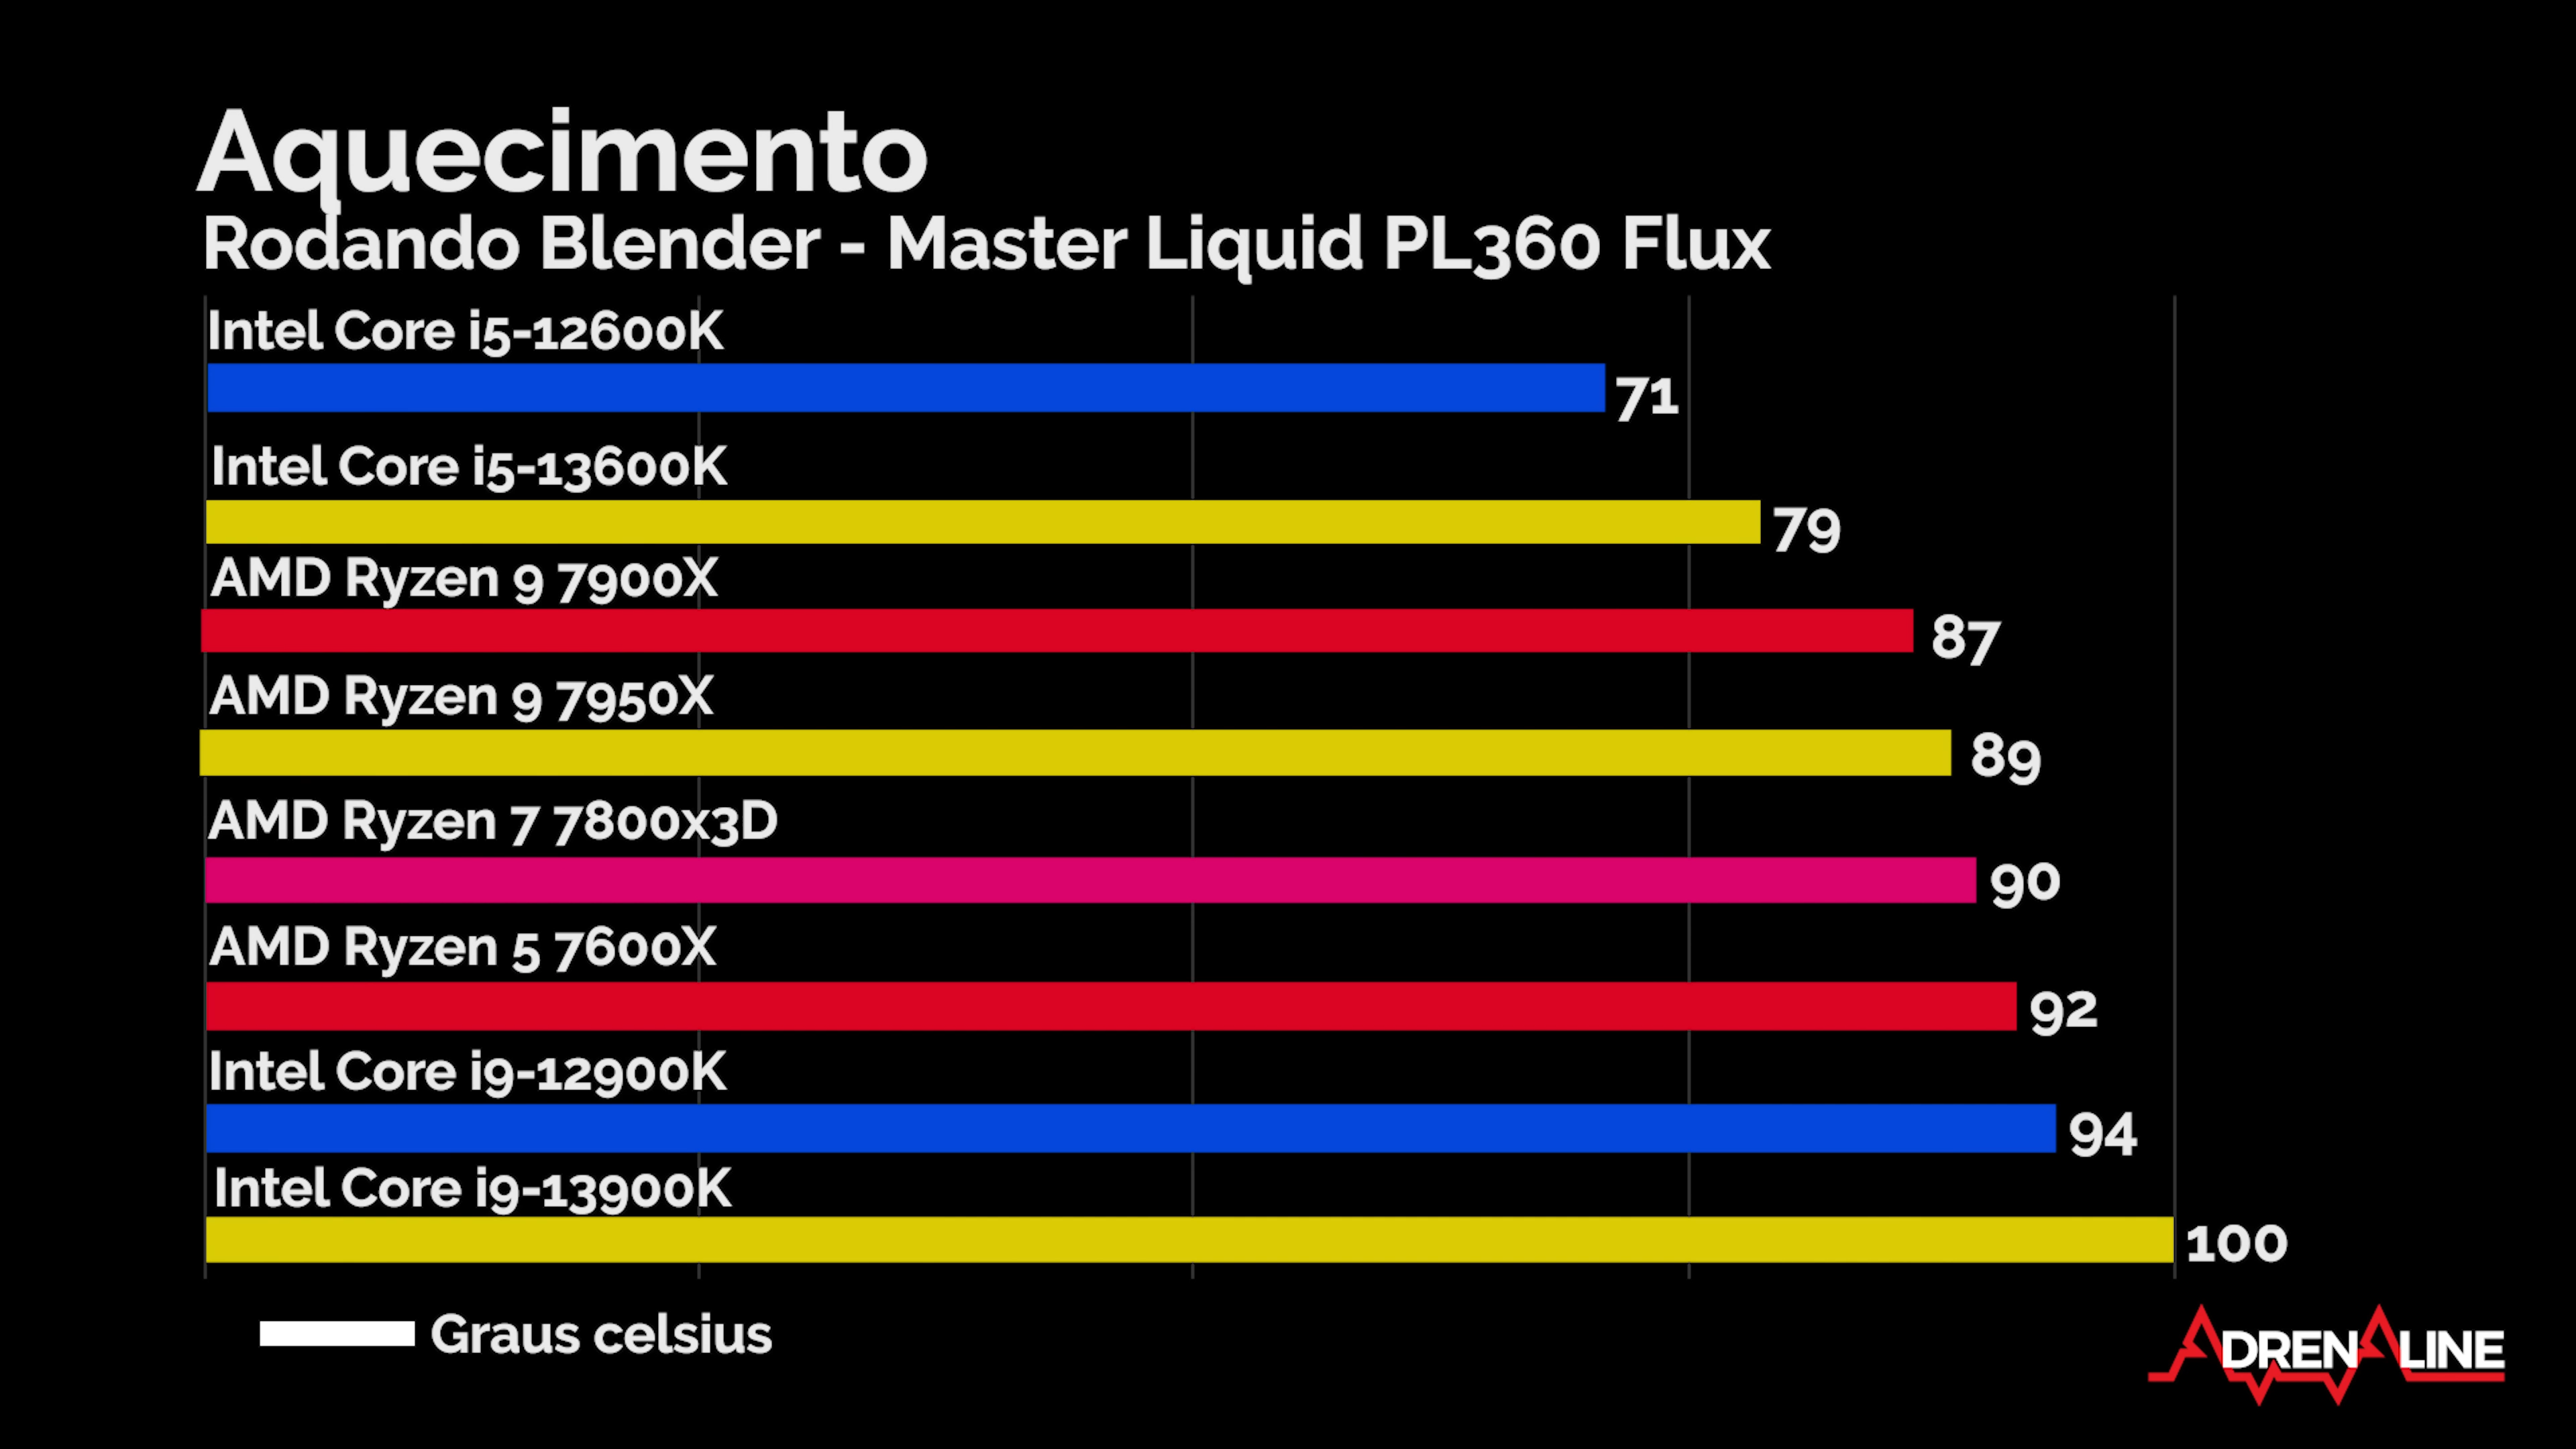 Aquecimento
Rodando Blender - Master Liquid PL360 Flux
Intel Core i5-12600K
71
Intel Core i5-13600K
79
AMD Ryzen 9 7900X
87
AMD Ryzen 9 7950X
89
AMD Ryzen 7 7800x3D
90
AMD Ryzen 5 7600X
92
Intel Core i9-12900K
94
Intel Core i9-13900K
100
Graus celsius
ADRENALINE